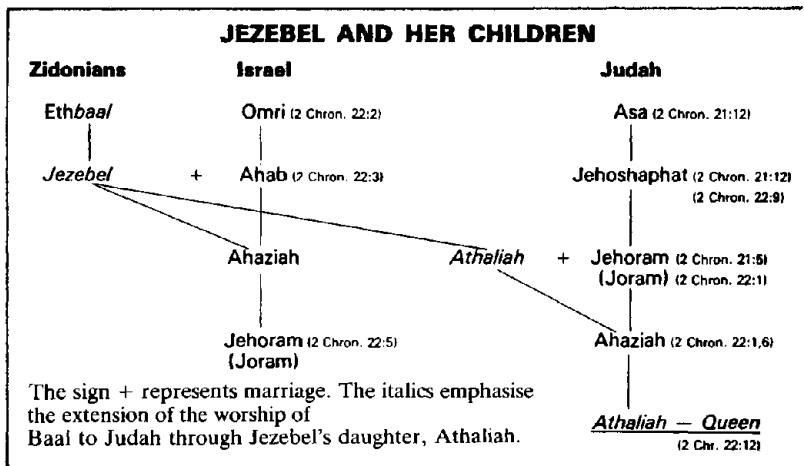 JEZEBEL AND HER CHILDREN
Zidonians Israel Judah
Ethbaal Omri (2 Chron. 22:2) Asa (2 Chron. 21:12)
Jezebel + Ahab (2 Chron. 22:3) Jehoshaphat (2 Chron. 21:12)
(2 Chron. 22:9)
Ahaziah Athaliah + Jehoram (2 Chron. 21:5)
(Joram) (2 Chron. 22:1)
Jehoram (2 Chron. 22:5) Ahaziah (2 Chron. 22:1,6)
(Joram)
The sign + represents marriage. The italics emphasise
the extension of the worship of
Baal to Judah through Jezebel's daughter, Athaliah.
Athaliah — Queen
(2 Chr. 22:12)